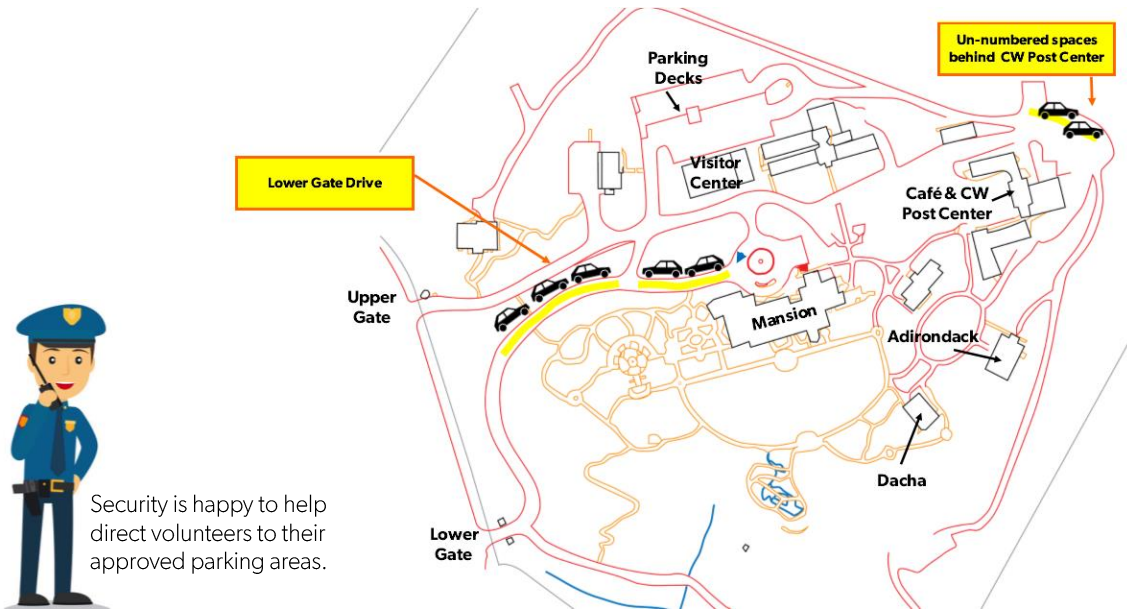 Un-numbered spaces
behind CW Post Center
Parking
Decks
Lower Gate Drive
Visitor
Center
Café & CW
Post Center
Upper
Gate
Mansion
Adirondack
Dacha
Security is happy to help
direct volunteers to their
approved parking areas.
Lower
Gate